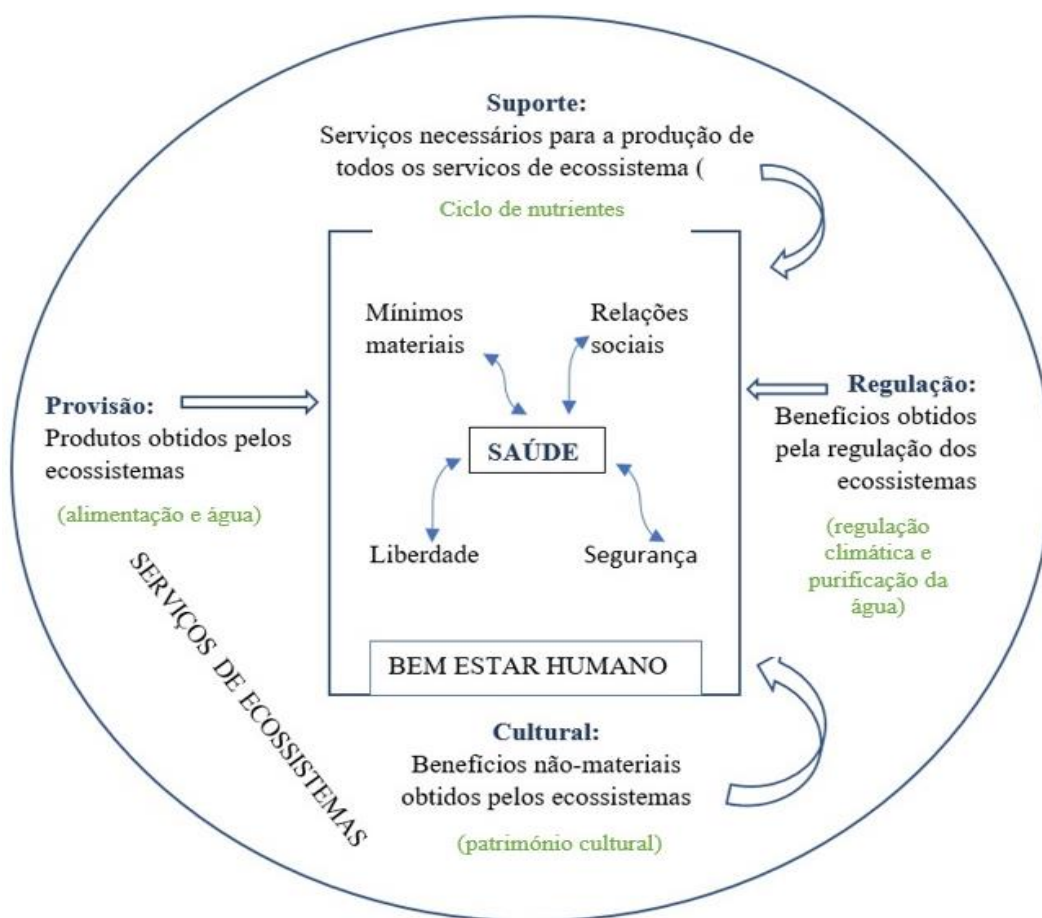 Suporte:
Serviços necessários para a produção de
todos os servicos de ecossistema (
Ciclo de nutrientes
Mínimos
materiais
Relações
sociais
Provisão:
Produtos obtidos pelos
ecossistemas
(alimentação e água)
SAÚDE
Regulação:
Benefícios obtidos
pela regulação dos
ecossistemas
(regulação
climática e
purificação da
água)
Liberdade
Segurança
SERVIÇOS DE ECOSSISTEMAS
BEM ESTAR HUMANO
Cultural:
Benefícios não-materiais
obtidos pelos ecossistemas
(património cultural)